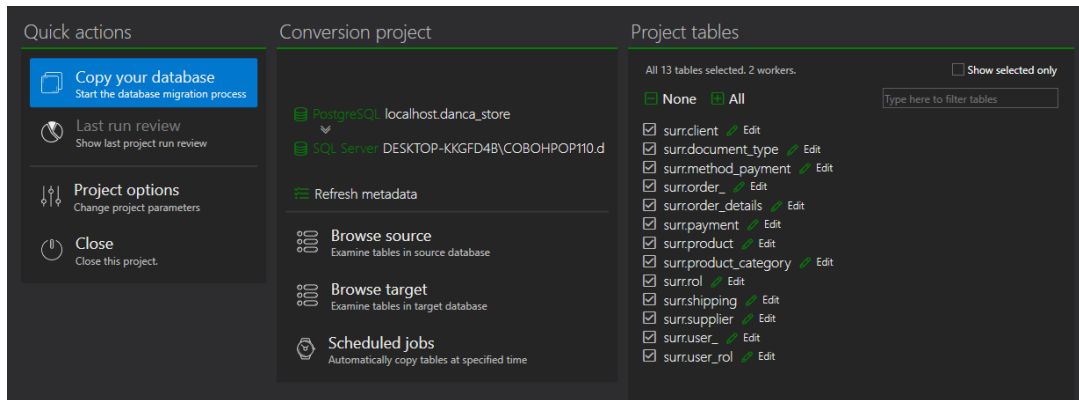 Quick actions
Copy your database
Start the database migration process
Last run review
Show last project run review
Project options
Change project parameters
Close
Close this project.
Conversion project
PostgreSQL localhost.danca_store
SQL Server DESKTOP-KKGFD4B\COBOHPOP110.d
Refresh metadata
Browse source
Examine tables in source database
Browse target
Examine tables in target database
Scheduled jobs
Automatically copy tables at specified time
Project tables
All 13 tables selected. 2 workers.
Show selected only
None All
Type here to filter tables
surr.client Edit
surr.document_type Edit
surr.method_payment Edit
surr.order_ Edit
surr.order_details Edit
surr.payment Edit
surr.product Edit
surr.product_category Edit
surr.rol Edit
surr.shipping Edit
surr.supplier Edit
surr.user_ Edit
surr.user_rol Edit